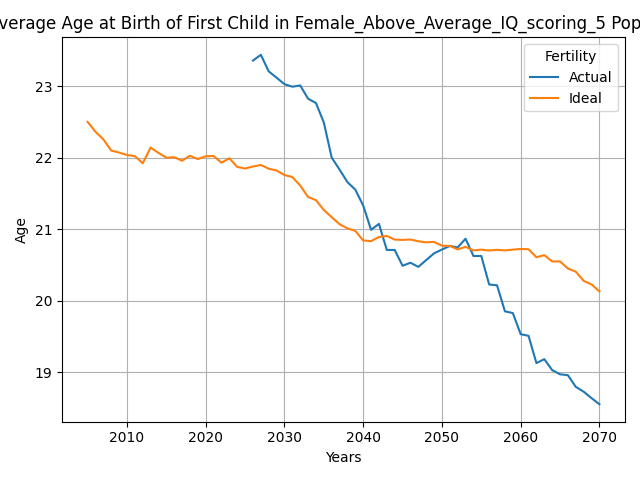 verage Age at Birth of First Child in Female_Above_Average_IQ_scoring_5 Pop
Fertility
Actual
Ideal
23
22
21
20
19
Age
2010 2020 2030 2040 2050 2060 2070
Years